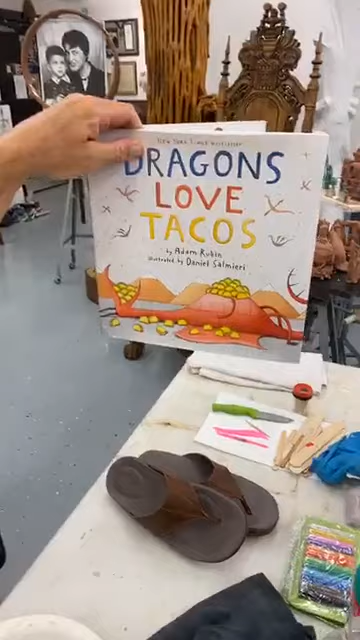 NEW YORK TIMES BESTSELLER
DRAGONS
LOVE
TACOS
by Adam Rubin
illustrated by Daniel Salmieri